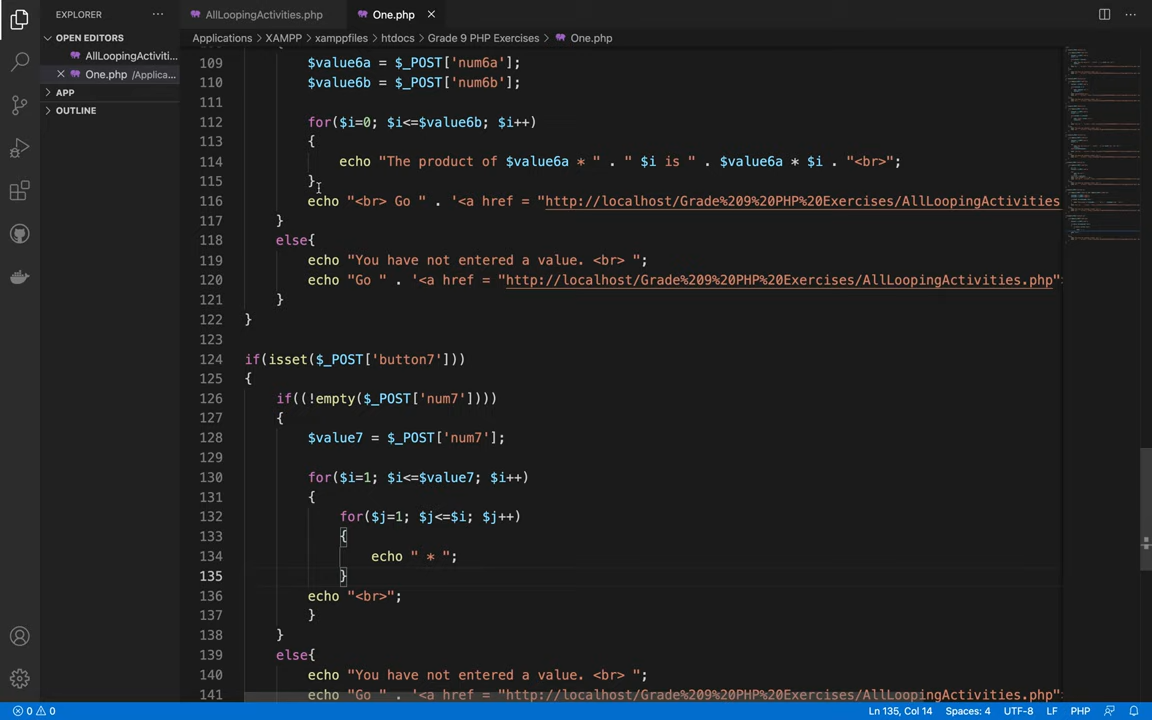 EXPLORER
···
AllLoopingActivities.php
One.php
···
OPEN EDITORS
AllLoopingActiviti...
One.php /Applica...
APP
OUTLINE
Applications > XAMPP > xamppfiles > htdocs > Grade 9 PHP Exercises > One.php
109 $value6a = $_POST['num6a'];
110 $value6b = $_POST['num6b'];
111
112 for($i=0; $i<=$value6b; $i++)
113 {
114 echo "The product of $value6a * " . " $i is " . $value6a * $i . "<br>";
115 }
116 echo "<br> Go " . '<a href = "http://localhost/Grade%209%20PHP%20Exercises/AllLoopingActivities
117 }
118 else{
119 echo "You have not entered a value. <br> ";
120 echo "Go " . '<a href = "http://localhost/Grade%209%20PHP%20Exercises/AllLoopingActivities.php"
121 }
122 }
123
124 if(isset($_POST['button7']))
125 {
126 if((!empty($_POST['num7'])))
127 {
128 $value7 = $_POST['num7'];
129
130 for($i=1; $i<=$value7; $i++)
131 {
132 for($j=1; $j<=$i; $j++)
133 {
134 echo " * ";
135 }
136 echo "<br>";
137 }
138 }
139 else{
140 echo "You have not entered a value. <br> ";
141 echo "Go " . '<a href = "http://localhost/Grade%209%20PHP%20Exercises/AllLoopingActivities.php"
0 0
Ln 135, Col 14
Spaces: 4
UTF-8
LF
PHP